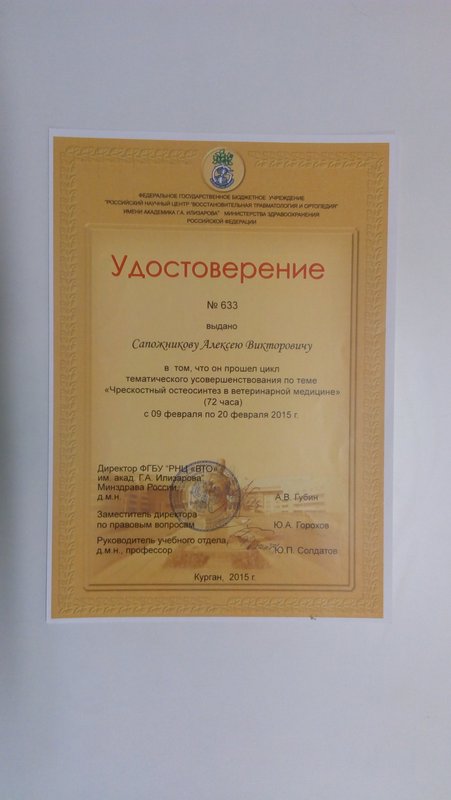 ФЕДЕРАЛЬНОЕ ГОСУДАРСТВЕННОЕ БЮДЖЕТНОЕ УЧРЕЖДЕНИЕ
"РОССИЙСКИЙ НАУЧНЫЙ ЦЕНТР "ВОССТАНОВИТЕЛЬНАЯ ТРАВМАТОЛОГИЯ И ОРТОПЕДИЯ"
ИМЕНИ АКАДЕМИКА Г.А. ИЛИЗАРОВА" МИНИСТЕРСТВА ЗДРАВООХРАНЕНИЯ
РОССИЙСКОЙ ФЕДЕРАЦИИ
Удостоверение
№ 633
выдано
Сапожникову Алексею Викторовичу
в том, что он прошел цикл
тематического усовершенствования по теме
«Чрескостный остеосинтез в ветеринарной медицине»
(72 часа)
с 09 февраля по 20 февраля 2015 г.
Директор ФГБУ "РНЦ «ВТО»
им. акад. Г.А. Илизарова"
Минздрава России,
д.м.н. А.В. Губин
Заместитель директора
по правовым вопросам Ю.А. Горохов
Руководитель учебного отдела,
д.м.н., профессор Ю.П. Солдатов
Курган, 2015 г.